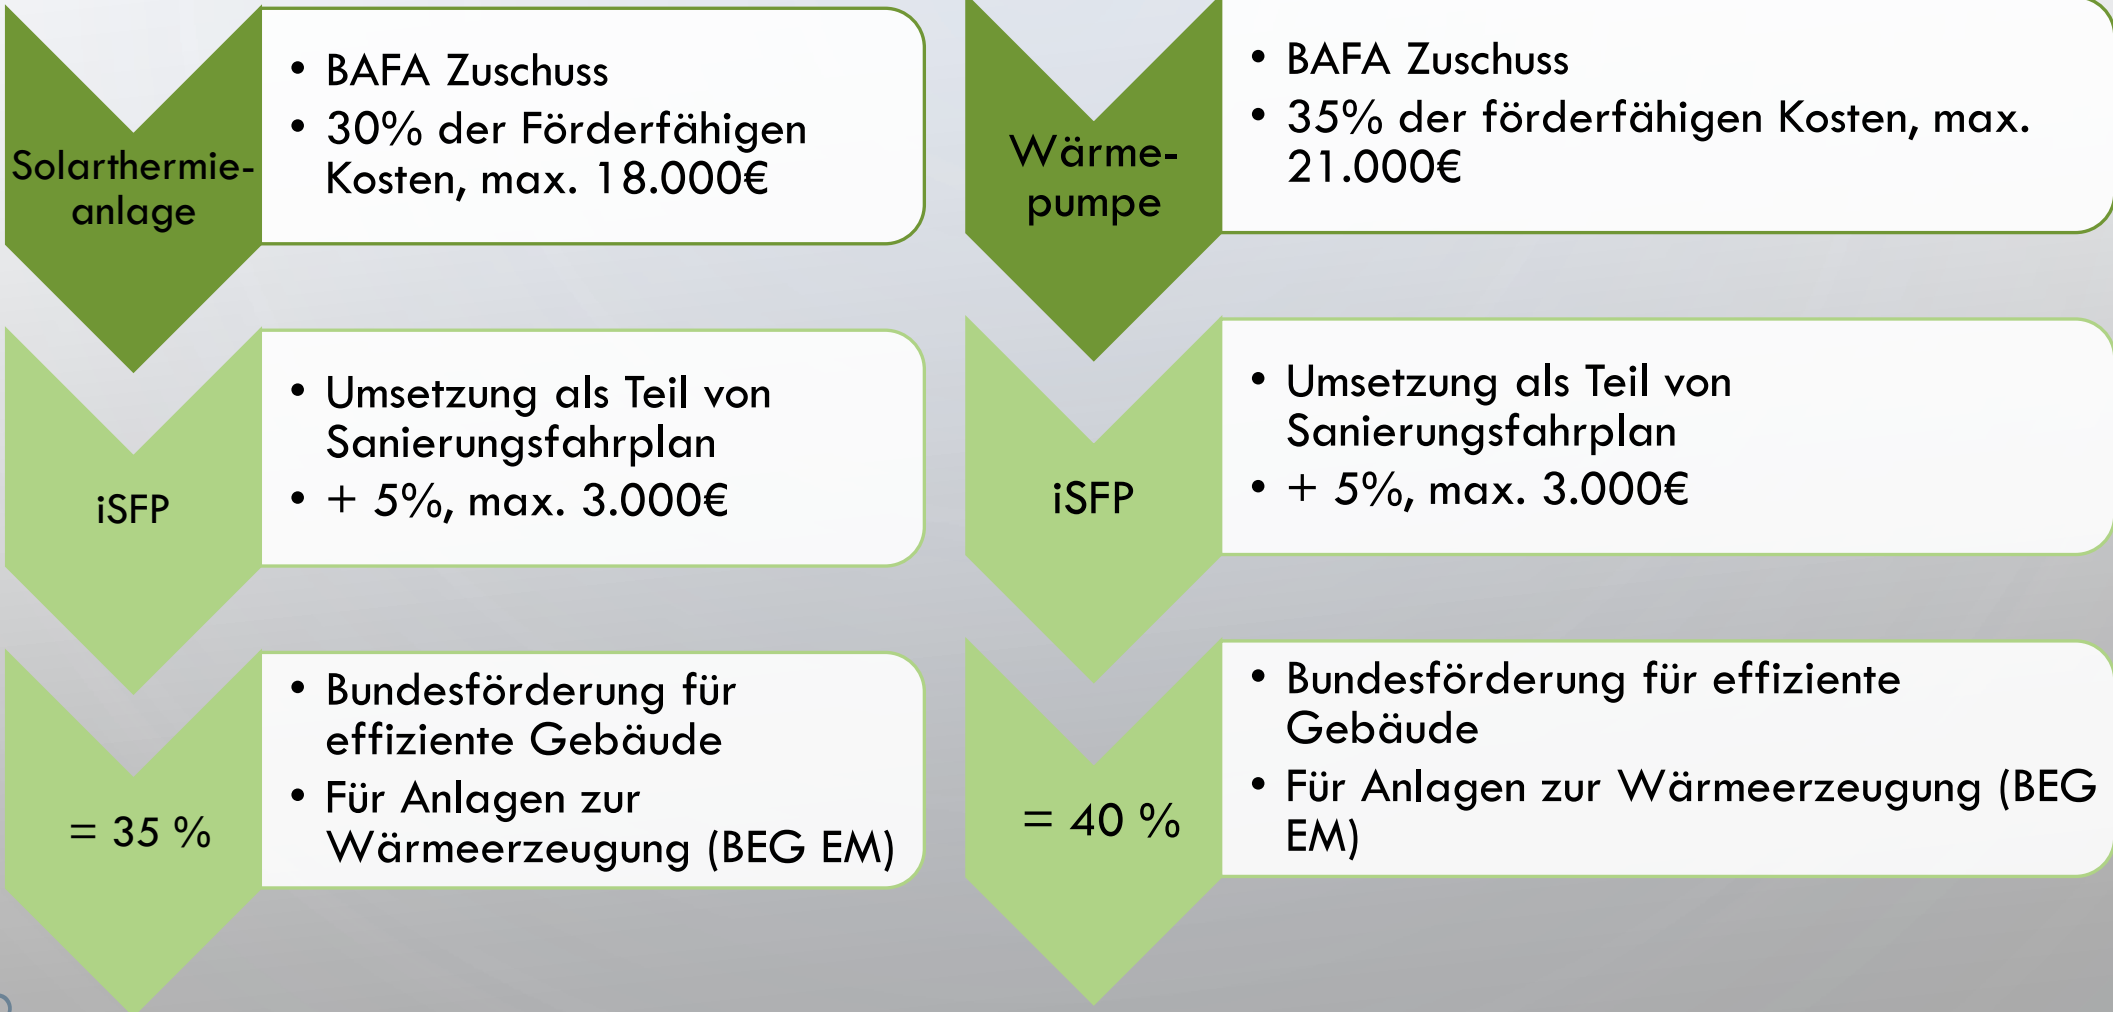 Solarthermie-
anlage
• BAFA Zuschuss
• 30% der Förderfähigen
Kosten, max. 18.000€
iSFP
• Umsetzung als Teil von
Sanierungsfahrplan
• + 5%, max. 3.000€
= 35 %
• Bundesförderung für
effiziente Gebäude
• Für Anlagen zur
Wärmeerzeugung (BEG EM)
Wärme-
pumpe
• BAFA Zuschuss
• 35% der förderfähigen Kosten, max.
21.000€
iSFP
• Umsetzung als Teil von
Sanierungsfahrplan
• + 5%, max. 3.000€
= 40 %
• Bundesförderung für effiziente
Gebäude
• Für Anlagen zur Wärmeerzeugung (BEG
EM)